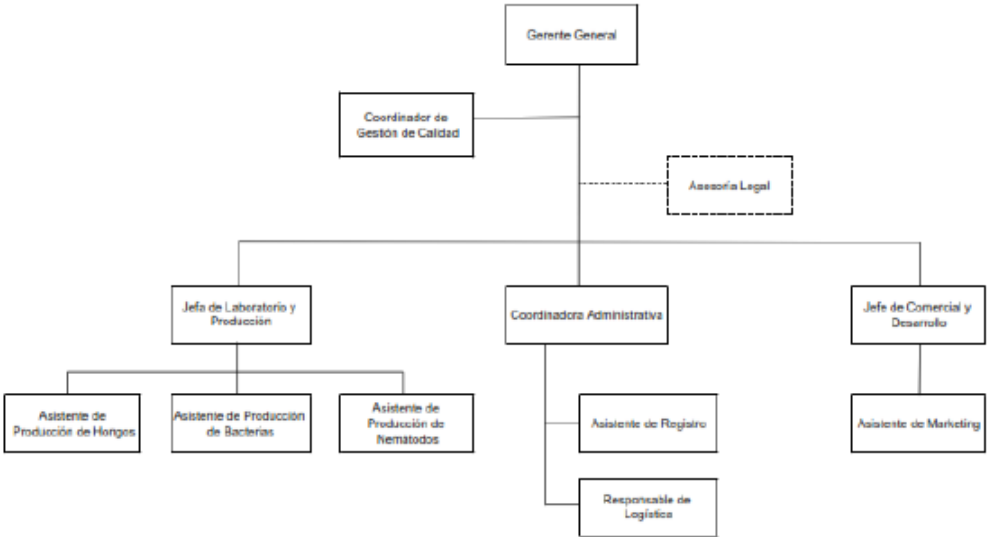 Gerente General
Coordinador de
Gestión de Calidad
Asesoría Legal
Jefa de Laboratorio y
Producción
Coordinadora Administrativa
Jefe de Comercial y
Desarrollo
Asistente de
Producción de Hongos
Asistente de Producción
de Bacterias
Asistente de
Producción de
Nemátodos
Asistente de Registro
Asistente de Marketing
Responsable de
Logística